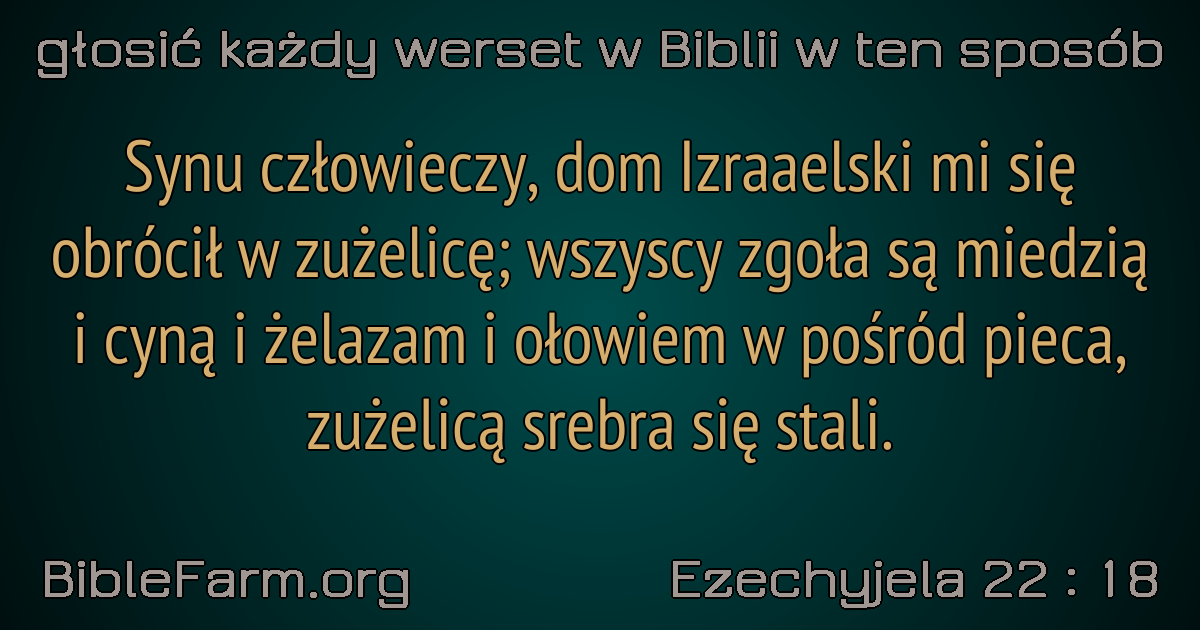 głosić każdy werset w Biblii w ten sposób
Synu człowieczy, dom Izraaelski mi się
obrócił w zużelicę; wszyscy zgoła są miedzią
i cyną i żelazam i ołowiem w pośród pieca,
zużelicą srebra się stali.
BibleFarm.org
Ezechyjela 22 : 18